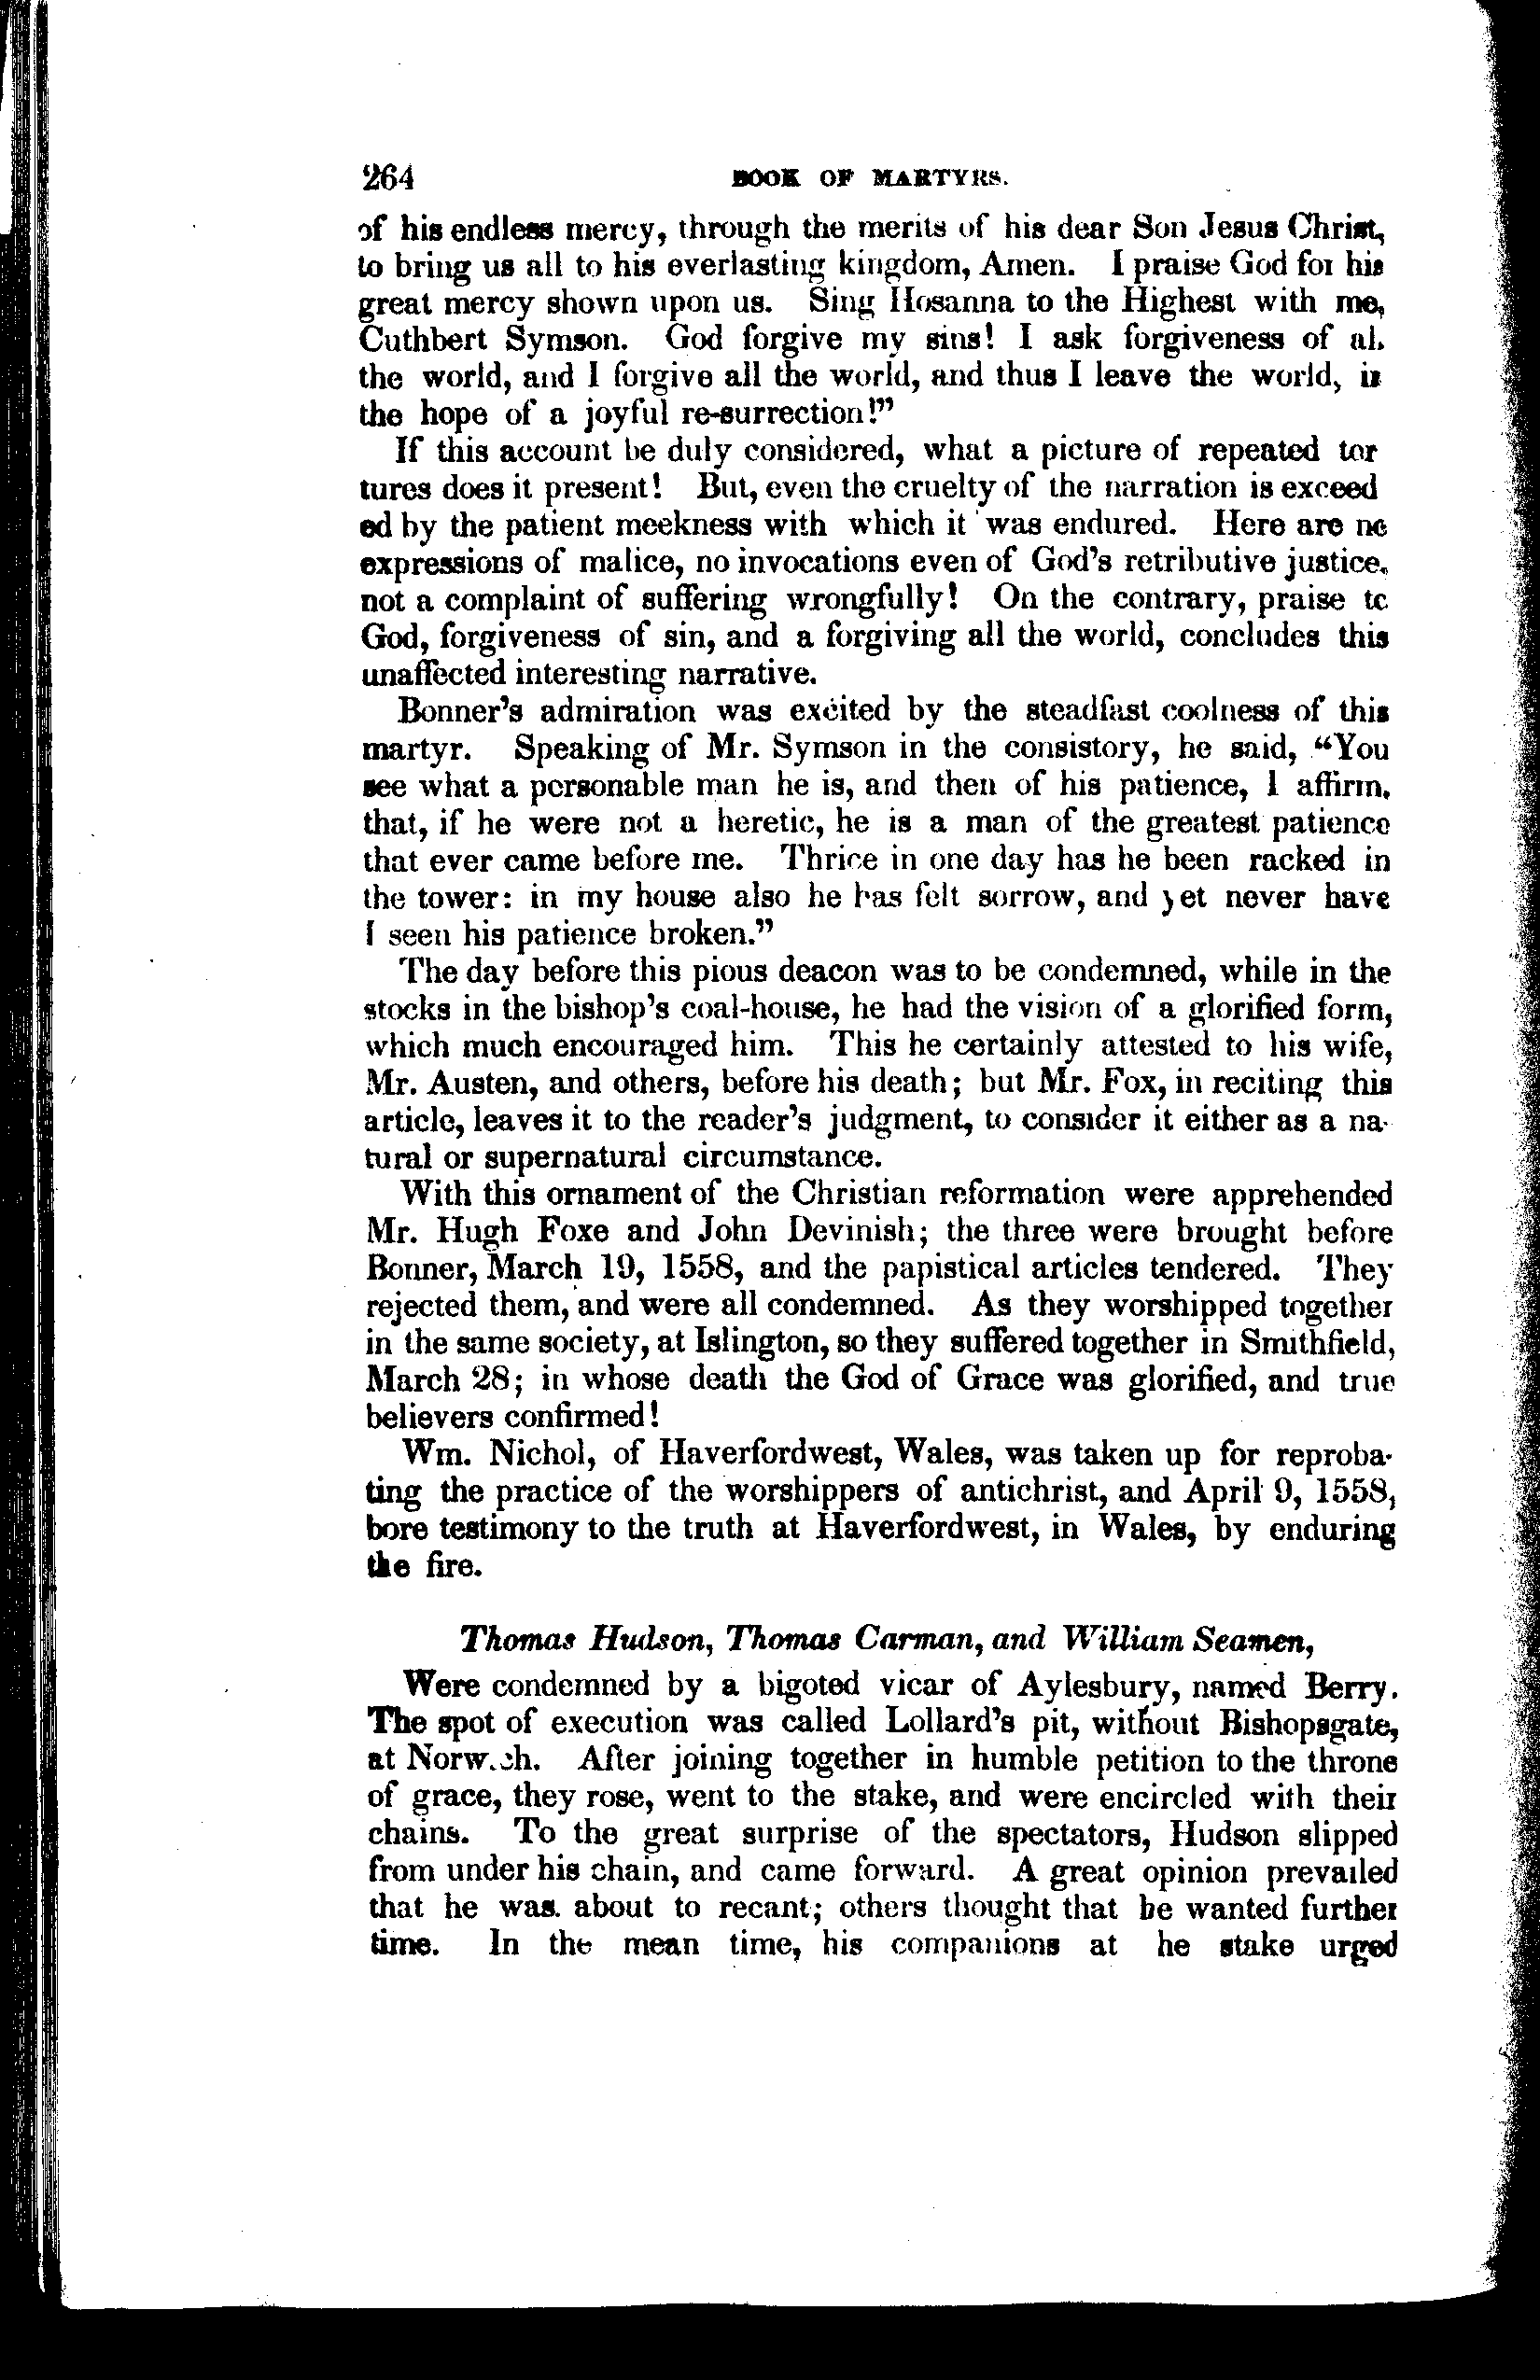 264 BOOK OF MARTYRS.
of his endless mercy, through the merits of his dear Son Jesus Christ,
to bring us all to his everlasting kingdom, Amen. I praise God for his
great mercy shown upon us. Sing Hosanna to the Highest with me,
Cuthbert Symson. God forgive my sins! I ask forgiveness of al.
the world, and I forgive all the world, and thus I leave the world, in
the hope of a joyful re-surrection!"
If this account be duly considered, what a picture of repeated tor
tures does it present! But, even the cruelty of the narration is exceed
ed by the patient meekness with which it was endured. Here are no
expressions of malice, no invocations even of God's retributive justice,
not a complaint of suffering wrongfully! On the contrary, praise to
God, forgiveness of sin, and a forgiving all the world, concludes this
unaffected interesting narrative.
Bonner's admiration was excited by the steadfast coolness of this
martyr. Speaking of Mr. Symson in the consistory, he said, "You
see what a personable man he is, and then of his patience, I affirm,
that, if he were not a heretic, he is a man of the greatest patience
that ever came before me. Thrice in one day has he been racked in
the tower: in my house also he has felt sorrow, and yet never have
I seen his patience broken."
The day before this pious deacon was to be condemned, while in the
stocks in the bishop's coal-house, he had the vision of a glorified form,
which much encouraged him. This he certainly attested to his wife,
Mr. Austen, and others, before his death; but Mr. Fox, in reciting this
article, leaves it to the reader's judgment, to consider it either as a na-
tural or supernatural circumstance.
With this ornament of the Christian reformation were apprehended
Mr. Hugh Foxe and John Devinish; the three were brought before
Bonner, March 19, 1558, and the papistical articles tendered. They
rejected them, and were all condemned. As they worshipped together
in the same society, at Islington, so they suffered together in Smithfield,
March 28; in whose death the God of Grace was glorified, and true
believers confirmed!
Wm. Nichol, of Haverfordwest, Wales, was taken up for reproba-
ting the practice of the worshippers of antichrist, and April 9, 1558,
bore testimony to the truth at Haverfordwest, in Wales, by enduring
the fire.
Thomas Hudson, Thomas Carman, and William Seamen,
Were condemned by a bigoted vicar of Aylesbury, named Berry.
The spot of execution was called Lollard's pit, without Bishopsgate,
at Norwich. After joining together in humble petition to the throne
of grace, they rose, went to the stake, and were encircled with their
chains. To the great surprise of the spectators, Hudson slipped
from under his chain, and came forward. A great opinion prevailed
that he was. about to recant; others thought that he wanted further
time. In the mean time, his companions at he stake urged